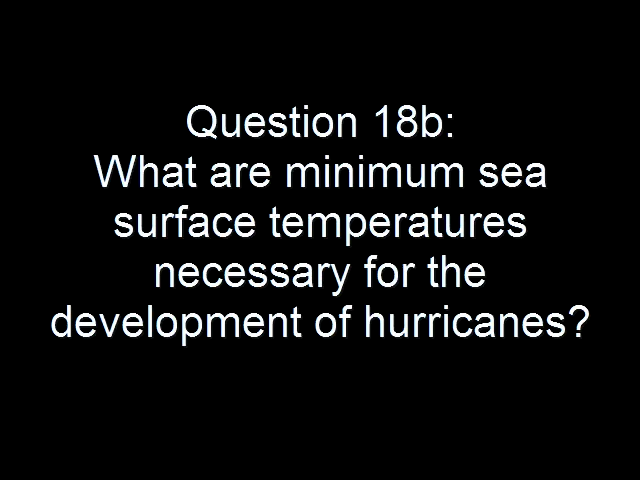 Question 18b:
What are minimum sea
surface temperatures
necessary for the
development of hurricanes?